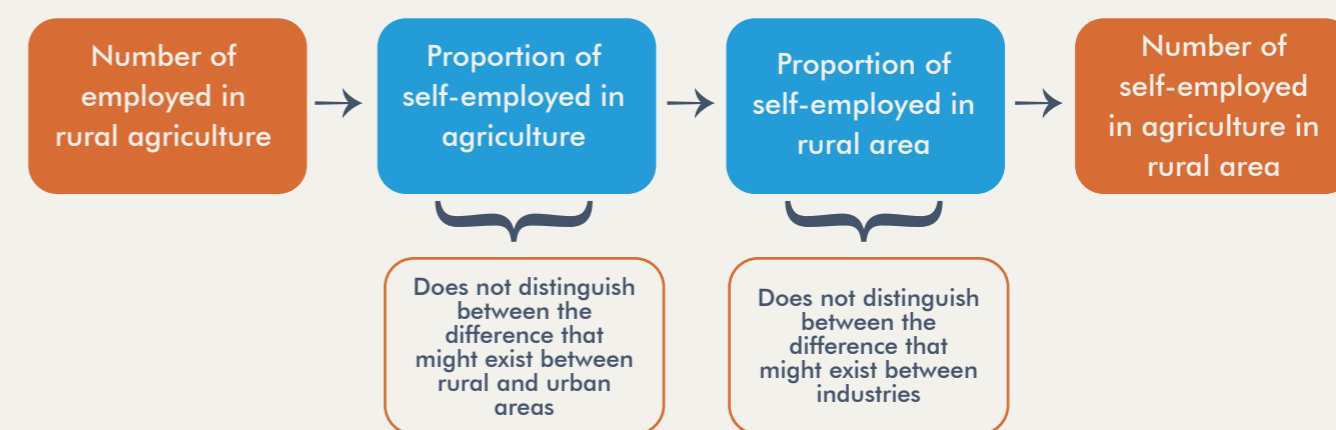 Number of
employed in
rural agriculture
Proportion of
self-employed in
agriculture
Proportion of
self-employed in
rural area
Number of
self-employed
in agriculture in
rural area
Does not distinguish
between the
difference that
might exist between
rural and urban
areas
Does not distinguish
between the
difference that
might exist between
industries